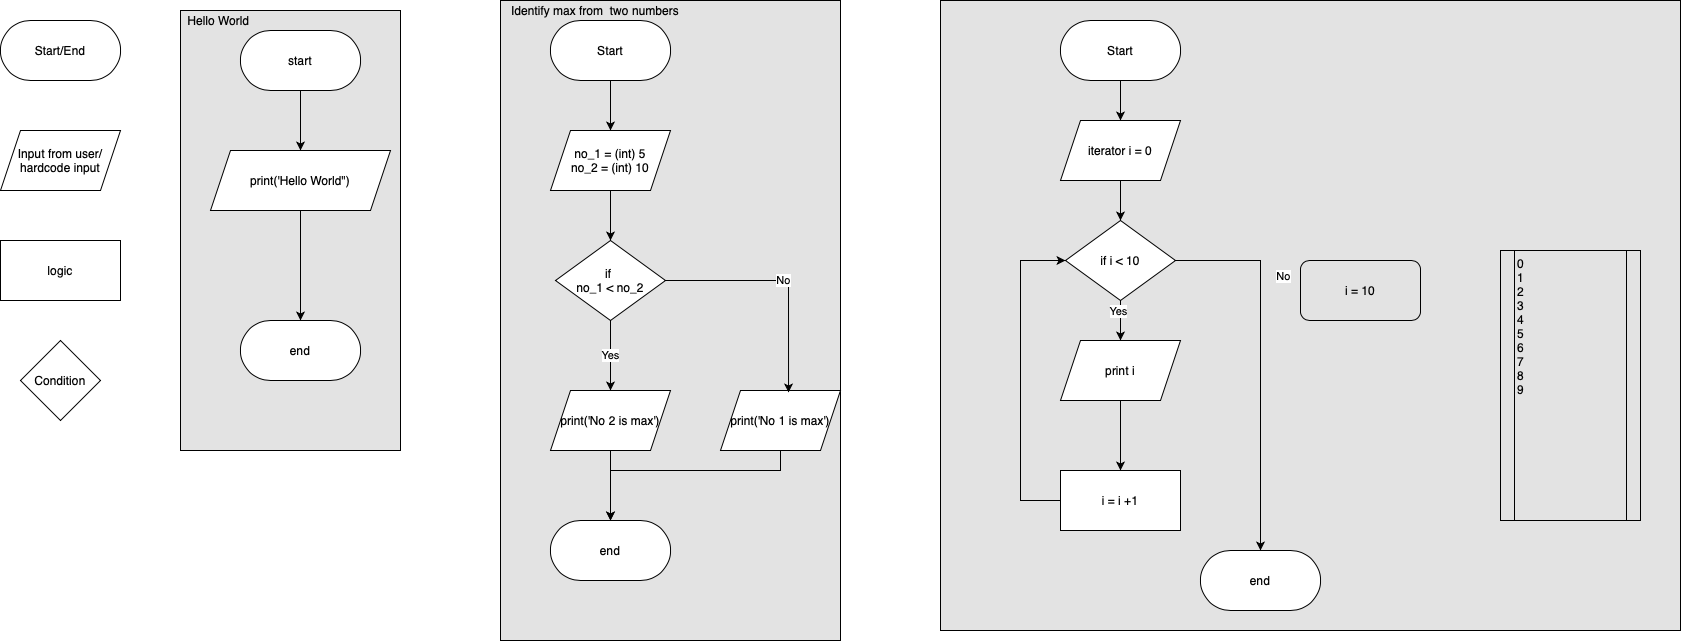 Start/End
Input from user/
hardcode input
logic
Condition
Hello World
start
print('Hello World")
end
Identify max from  two numbers
Start
no_1 = (int) 5
no_2 = (int) 10
if
no_1 < no_2
No
Yes
print('No 2 is max')
print('No 1 is max')
end
Start
iterator i = 0
if i < 10
No
i = 10
Yes
print i
i = i +1
end
0
1
2
3
4
5
6
7
8
9